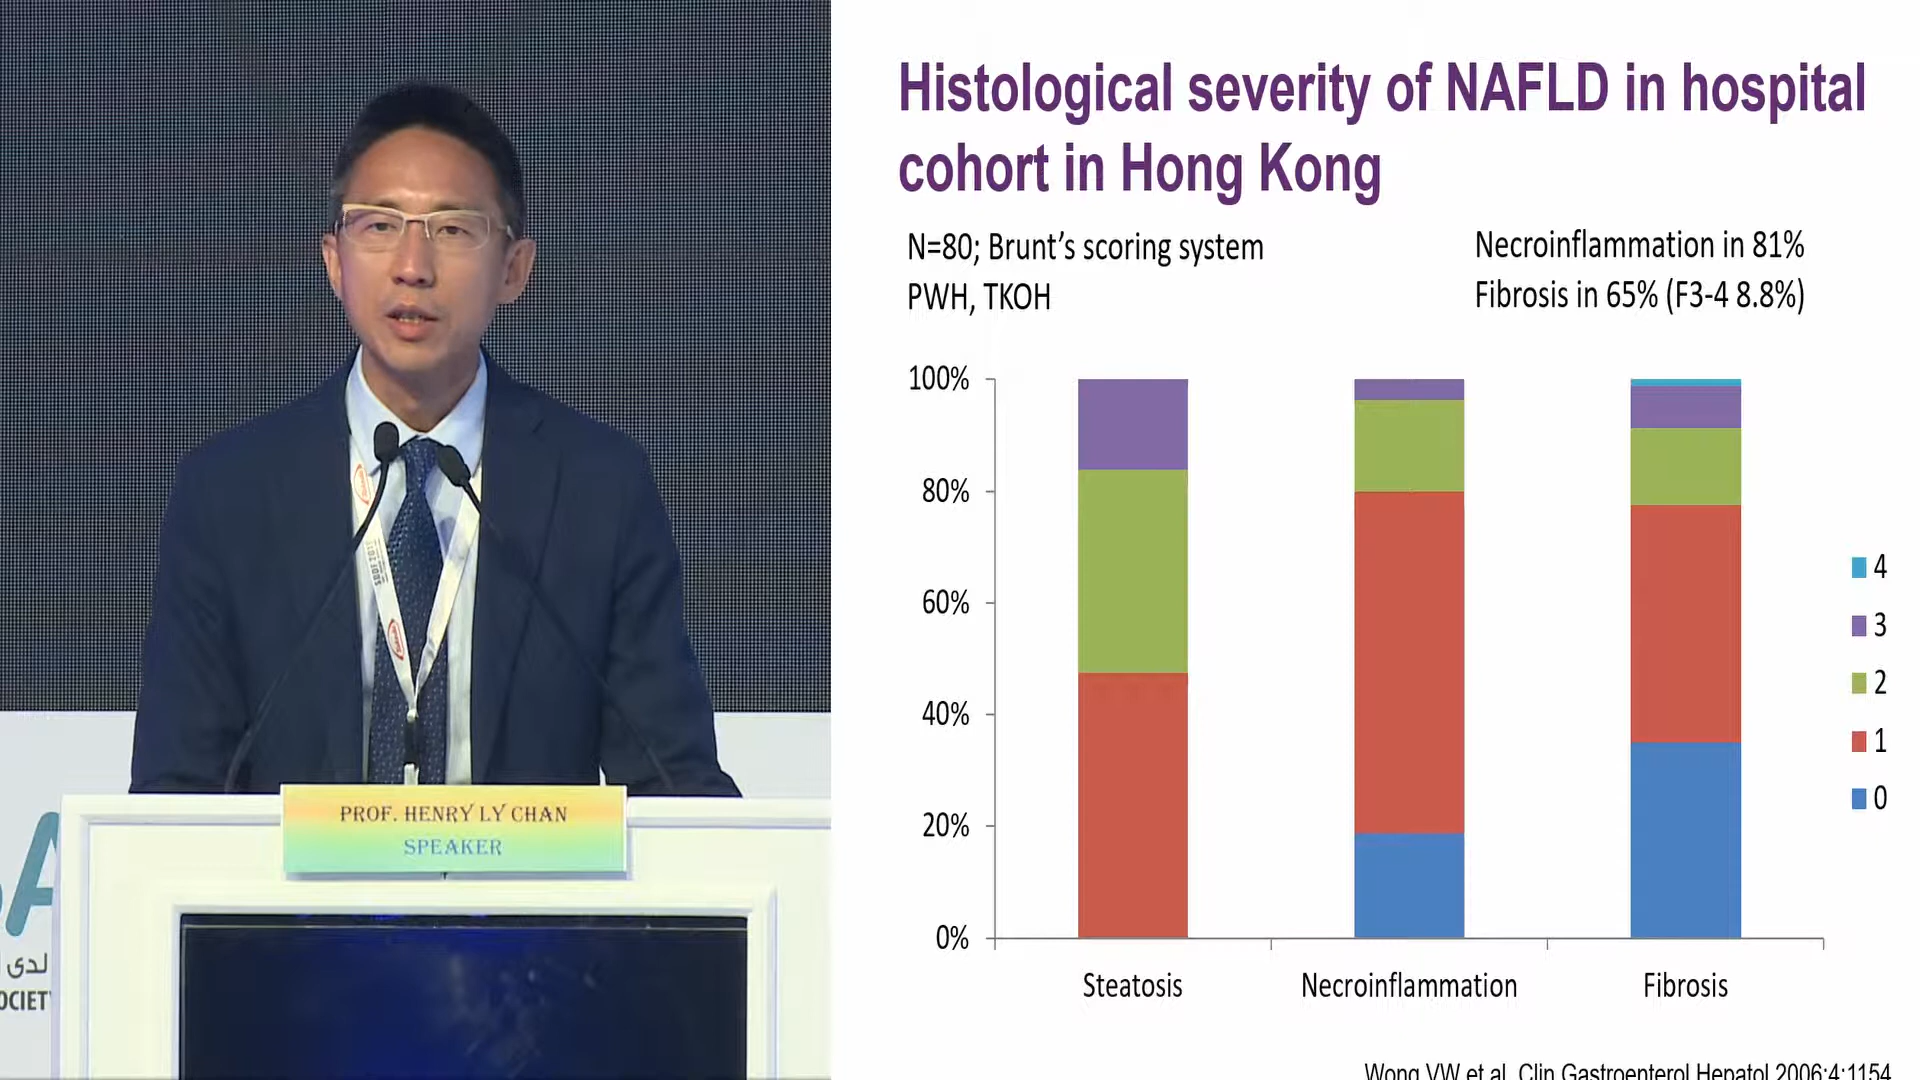 Histological severity of NAFLD in hospital
cohort in Hong Kong
N=80; Brunt’s scoring system
PWH, TKOH
Necroinflammation in 81%
Fibrosis in 65% (F3-4 8.8%)
100%
80%
60%
40%
20%
0%
Steatosis
Necroinflammation
Fibrosis
4
3
2
1
0
Wong VW et al. Clin Gastroenterol Hepatol 2006;4:1154
PROF. HENRY LY CHAN
SPEAKER
لدى
OCIET